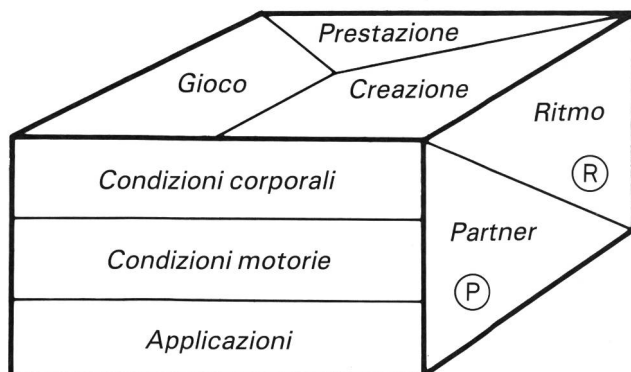 Prestazione
Gioco
Creazione
Ritmo
R
Condizioni corporali
Partner
Condizioni motorie
P
Applicazioni